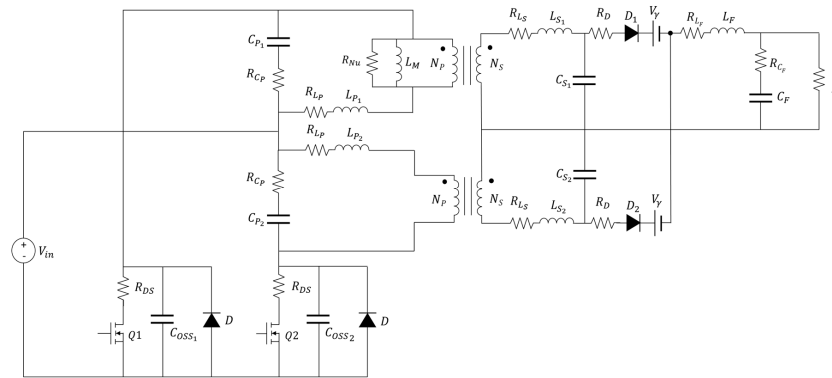 C_{P_1}
R_{C_P}
R_{Nu}
L_M
N_P
N_S
R_{L_P}
L_{P_1}
R_{L_S}
L_{S_1}
R_D
D_1
V_γ
R_{L_F}
L_F
C_{S_1}
R_{C_F}
C_F
R_{L_P}
L_{P_2}
R_{C_P}
C_{P_2}
N_P
N_S
C_{S_2}
R_{L_S}
L_{S_2}
R_D
D_2
V_γ
+
-
V_{in}
R_{DS}
Q1
C_{OSS_1}
D
R_{DS}
Q2
C_{OSS_2}
D